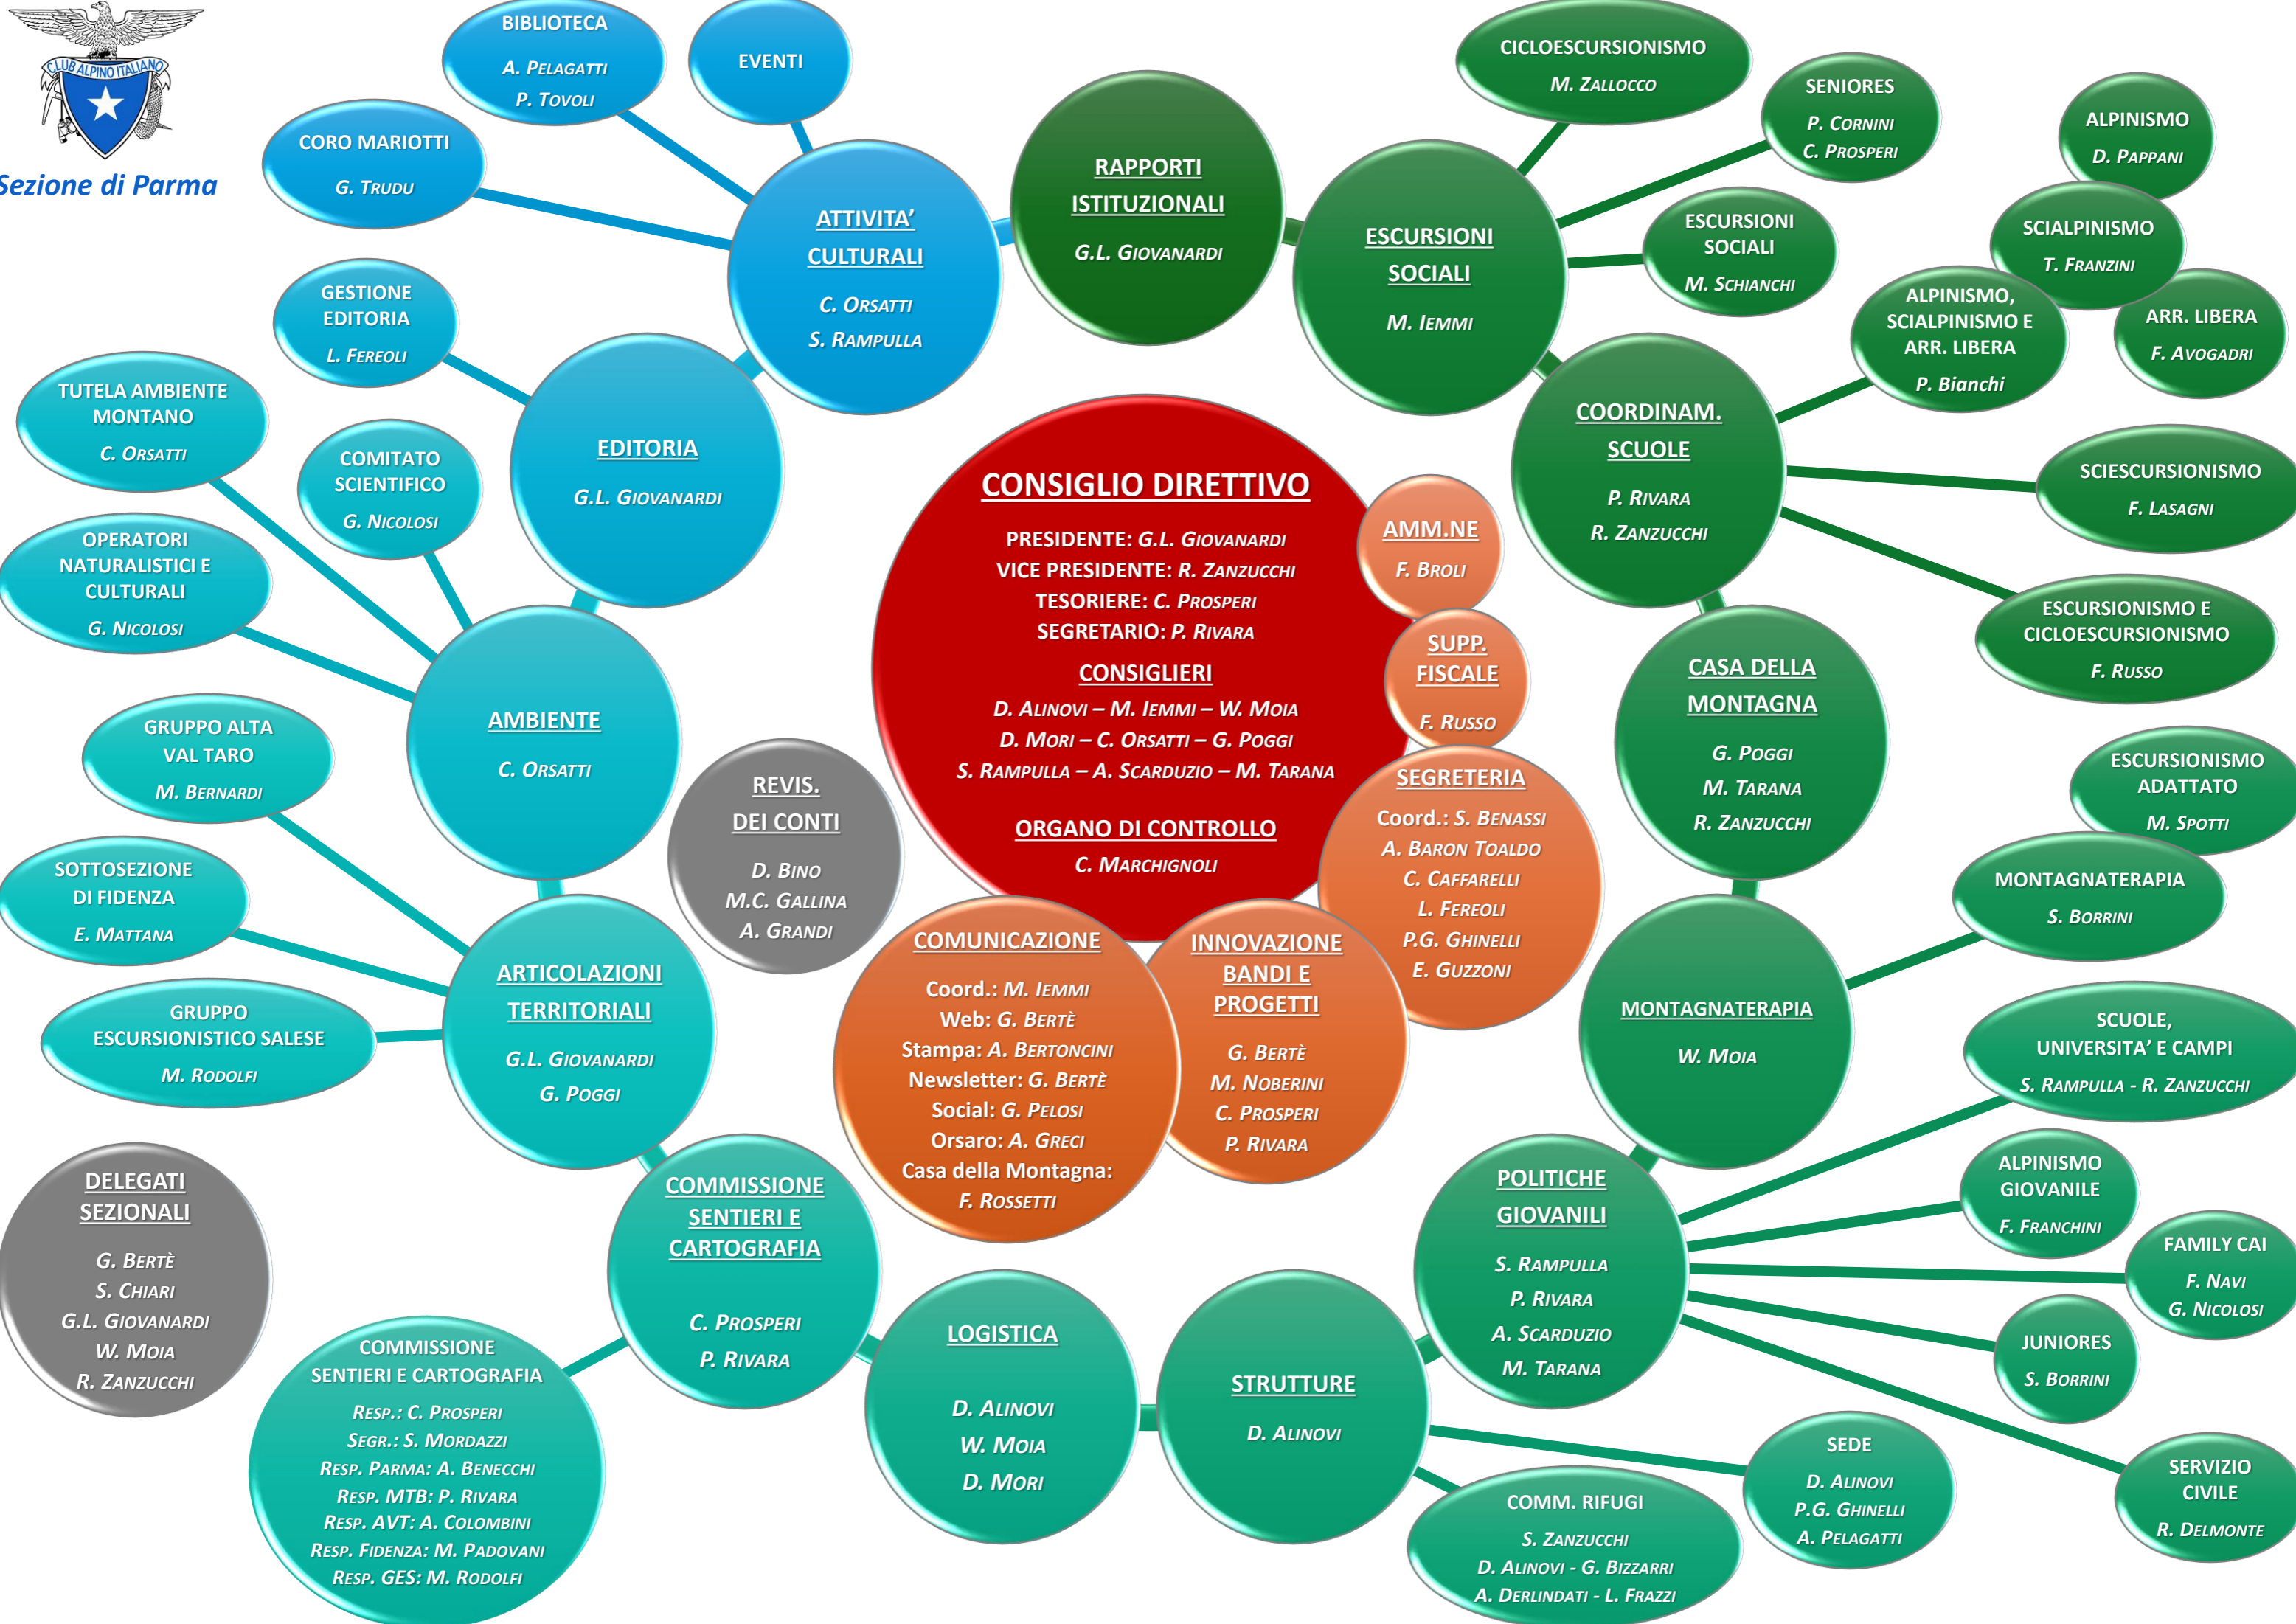 CLUB ALPINO ITALIANO
Sezione di Parma
BIBLIOTECA
A. PELAGATTI
P. TOVOLI
EVENTI
CORO MARIOTTI
G. TRUDU
ATTIVITA’
CULTURALI
C. ORSATTI
S. RAMPULLA
RAPPORTI
ISTITUZIONALI
G.L. GIOVANARDI
ESCURSIONI
SOCIALI
M. IEMMI
CICLOESCURSIONISMO
M. ZALLOCCO
SENIORES
P. CORNINI
C. PROSPERI
ESCURSIONI
SOCIALI
M. SCHIANCHI
ALPINISMO
D. PAPPANI
SCIALPINISMO
T. FRANZINI
ARR. LIBERA
F. AVOGADRI
ALPINISMO,
SCIALPINISMO E
ARR. LIBERA
P. Bianchi
COORDINAM.
SCUOLE
P. RIVARA
R. ZANZUCCHI
SCIESCURSIONISMO
F. LASAGNI
ESCURSIONISMO E
CICLOESCURSIONISMO
F. RUSSO
GESTIONE
EDITORIA
L. FEREOLI
EDITORIA
G.L. GIOVANARDI
TUTELA AMBIENTE
MONTANO
C. ORSATTI
COMITATO
SCIENTIFICO
G. NICOLOSI
OPERATORI
NATURALISTICI E
CULTURALI
G. NICOLOSI
AMBIENTE
C. ORSATTI
CONSIGLIO DIRETTIVO
PRESIDENTE: G.L. GIOVANARDI
VICE PRESIDENTE: R. ZANZUCCHI
TESORIERE: C. PROSPERI
SEGRETARIO: P. RIVARA
CONSIGLIERI
D. ALINOVI – M. IEMMI – W. MOIA
D. MORI – C. ORSATTI – G. POGGI
S. RAMPULLA – A. SCARDUZIO – M. TARANA
ORGANO DI CONTROLLO
C. MARCHIGNOLI
AMM.NE
F. BROLI
SUPP.
FISCALE
F. RUSSO
SEGRETERIA
Coord.: S. BENASSI
A. BARON TOALDO
C. CAFFARELLI
L. FEREOLI
P.G. GHINELLI
E. GUZZONI
CASA DELLA
MONTAGNA
G. POGGI
M. TARANA
R. ZANZUCCHI
ESCURSIONISMO
ADATTATO
M. SPOTTI
MONTAGNATERAPIA
S. BORRINI
MONTAGNATERAPIA
W. MOIA
GRUPPO ALTA
VAL TARO
M. BERNARDI
SOTTOSEZIONE
DI FIDENZA
E. MATTANA
GRUPPO
ESCURSIONISTICO SALESE
M. RODOLFI
ARTICOLAZIONI
TERRITORIALI
G.L. GIOVANARDI
G. POGGI
REVIS.
DEI CONTI
D. BINO
M.C. GALLINA
A. GRANDI
COMUNICAZIONE
Coord.: M. IEMMI
Web: G. BERTÈ
Stampa: A. BERTONCINI
Newsletter: G. BERTÈ
Social: G. PELOSI
Orsaro: A. GRECI
Casa della Montagna:
F. ROSSETTI
INNOVAZIONE
BANDI E
PROGETTI
G. BERTÈ
M. NOBERINI
C. PROSPERI
P. RIVARA
SCUOLE,
UNIVERSITA’ E CAMPI
S. RAMPULLA - R. ZANZUCCHI
ALPINISMO
GIOVANILE
F. FRANCHINI
FAMILY CAI
F. NAVI
G. NICOLOSI
JUNIORES
S. BORRINI
SERVIZIO
CIVILE
R. DELMONTE
POLITICHE
GIOVANILI
S. RAMPULLA
P. RIVARA
A. SCARDUZIO
M. TARANA
DELEGATI
SEZIONALI
G. BERTÈ
S. CHIARI
G.L. GIOVANARDI
W. MOIA
R. ZANZUCCHI
COMMISSIONE
SENTIERI E
CARTOGRAFIA
C. PROSPERI
P. RIVARA
COMMISSIONE
SENTIERI E CARTOGRAFIA
RESP.: C. PROSPERI
SEGR.: S. MORDAZZI
RESP. PARMA: A. BENECCHI
RESP. MTB: P. RIVARA
RESP. AVT: A. COLOMBINI
RESP. FIDENZA: M. PADOVANI
RESP. GES: M. RODOLFI
LOGISTICA
D. ALINOVI
W. MOIA
D. MORI
STRUTTURE
D. ALINOVI
COMM. RIFUGI
S. ZANZUCCHI
D. ALINOVI - G. BIZZARRI
A. DERLINDATI - L. FRAZZI
SEDE
D. ALINOVI
P.G. GHINELLI
A. PELAGATTI